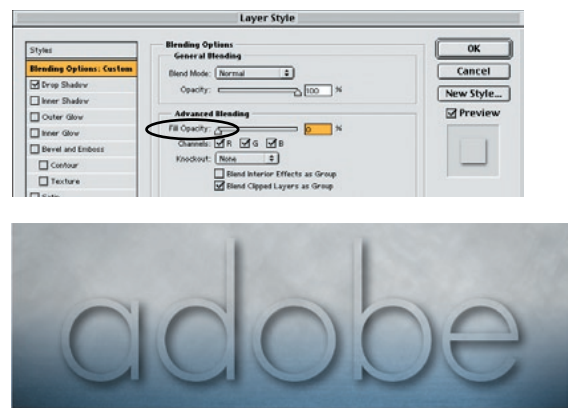 Layer Style
Styles
Blending Options: Custom
Drop Shadow
Inner Shadow
Outer Glow
Inner Glow
Bevel and Emboss
Contour
Texture
Satin
Blending Options
General Blending
Blend Mode: Normal
Opacity: 100 %
Advanced Blending
Fill Opacity: 0 %
Channels: R G B
Knockout: None
Blend Interior Effects as Group
Blend Clipped Layers as Group
OK
Cancel
New Style...
Preview
adobe